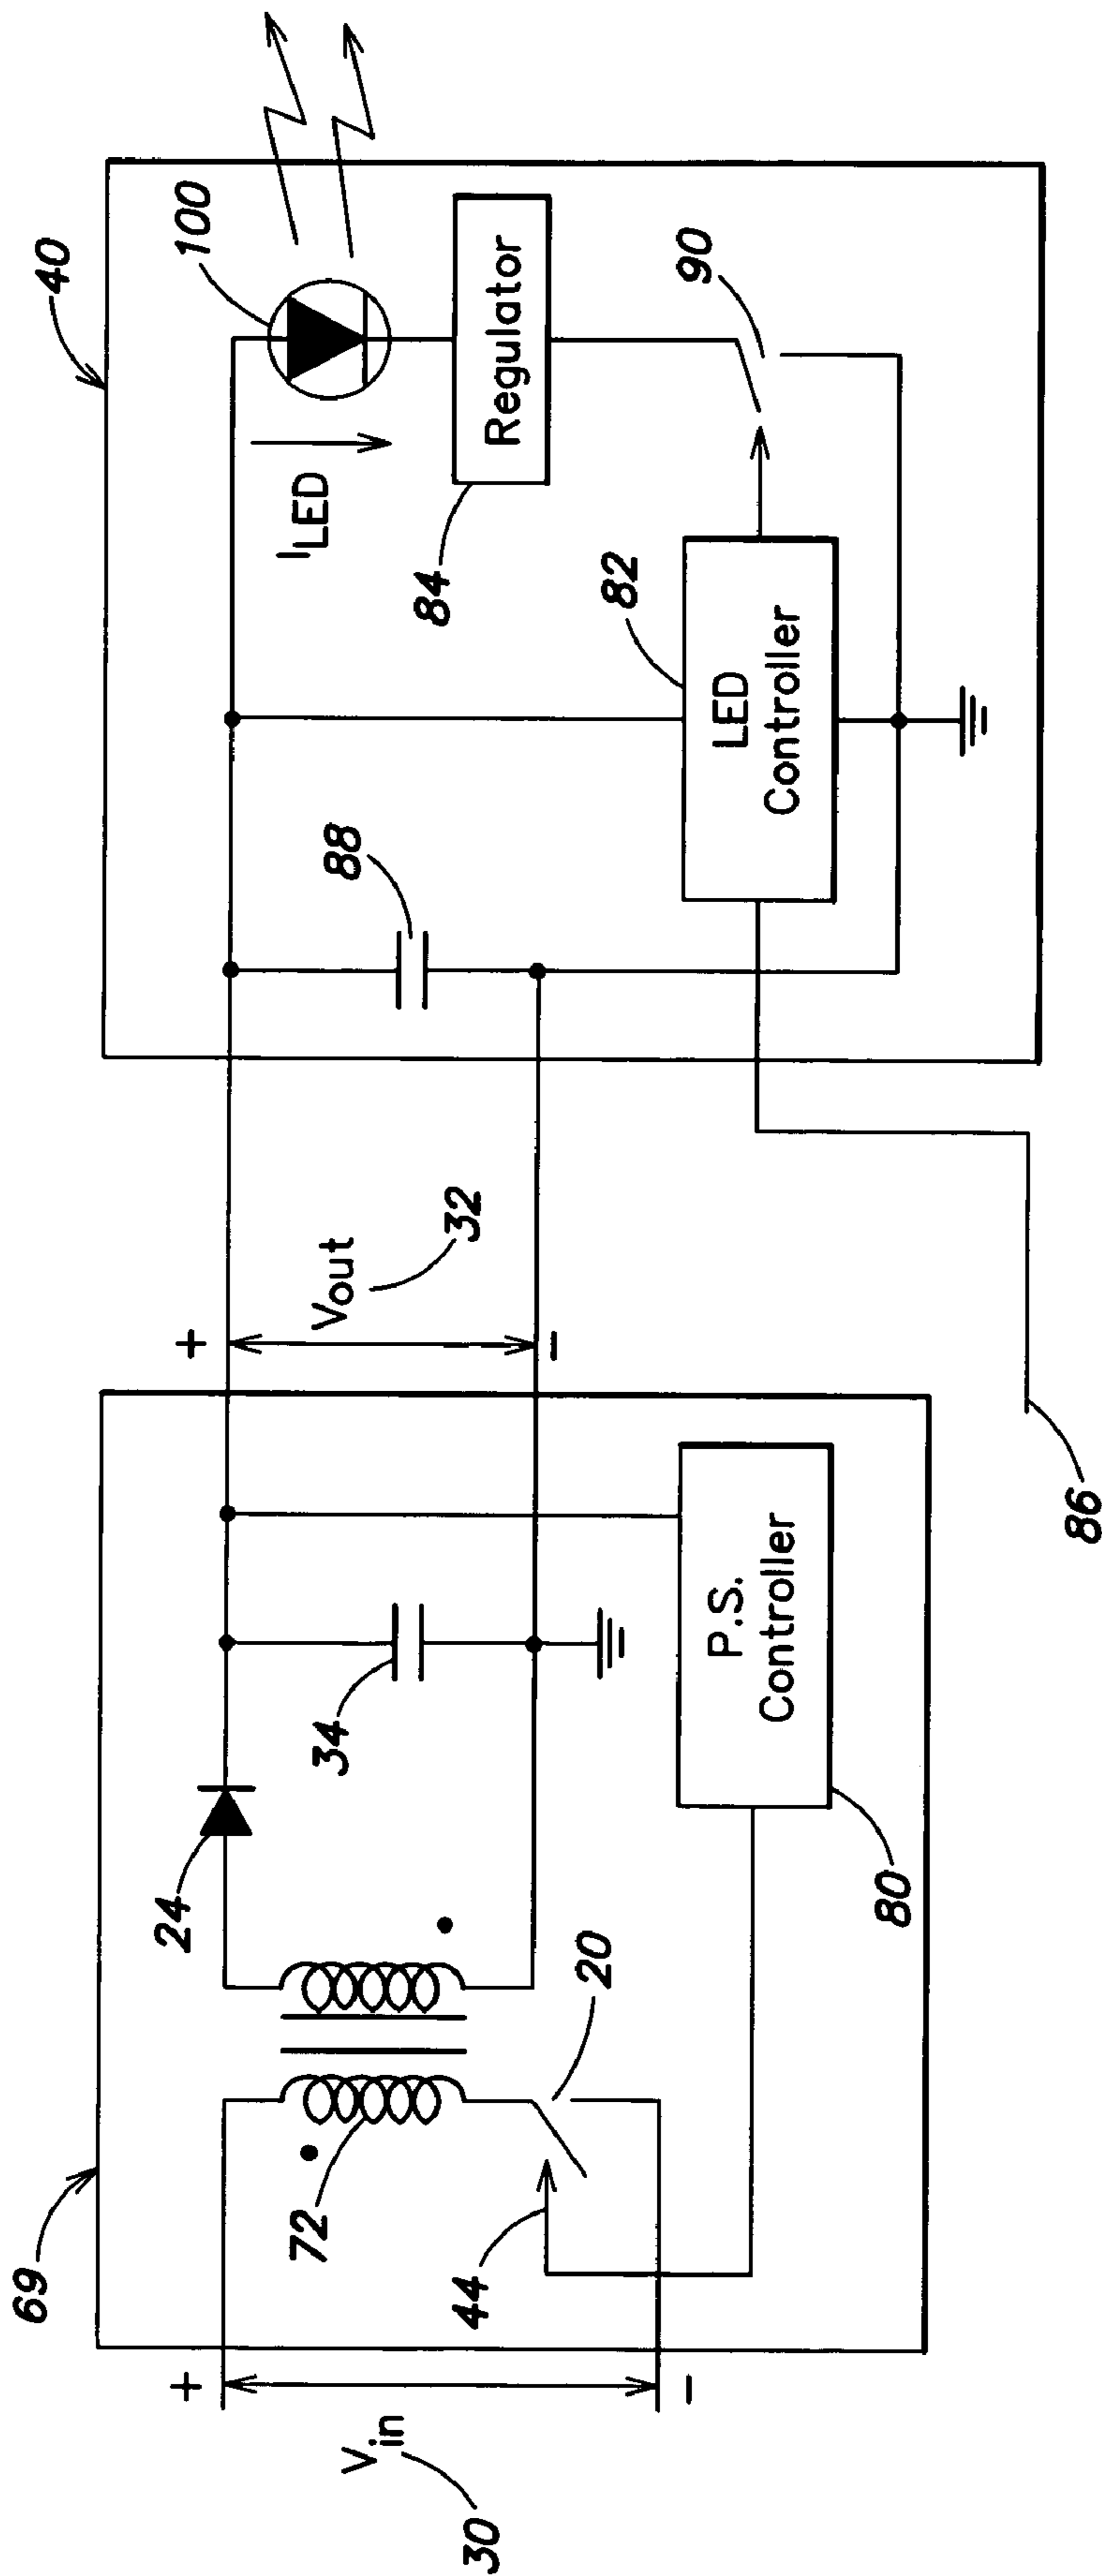 40
100
I LED
84
Regulator
90
88
82
LED
Controller
+
Vout
32
−
86
69
24
34
P.S.
Controller
80
72
20
44
+
Vin
30
−